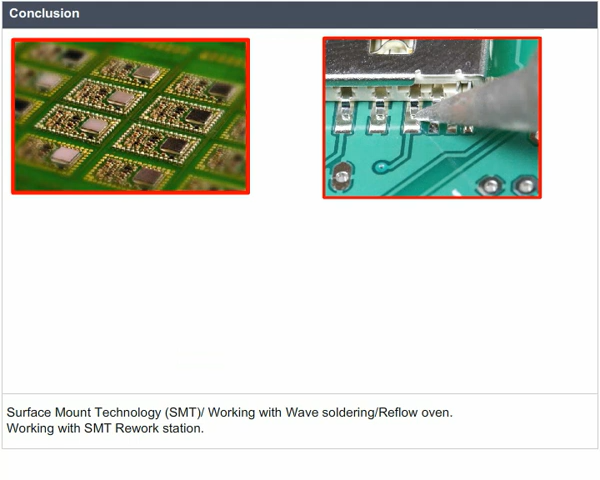 Conclusion
Surface Mount Technology (SMT)/ Working with Wave soldering/Reflow oven.
Working with SMT Rework station.